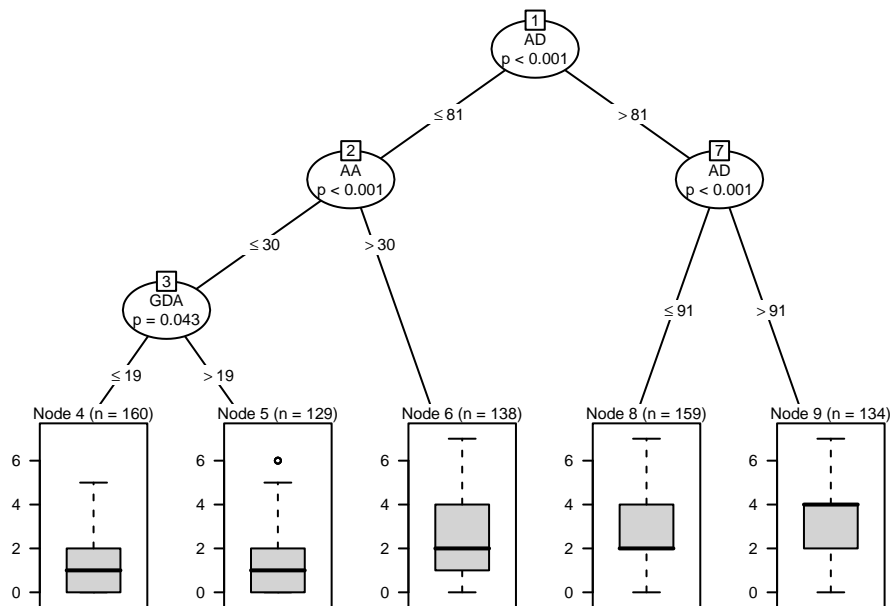 1
AD
p < 0.001
≤ 81
> 81
2
AA
p < 0.001
7
AD
p < 0.001
≤ 30
> 30
3
GDA
p = 0.043
≤ 91
> 91
≤ 19
> 19
Node 4 (n = 160)
Node 5 (n = 129)
Node 6 (n = 138)
Node 8 (n = 159)
Node 9 (n = 134)
6
4
2
0
6
4
2
0
6
4
2
0
6
4
2
0
6
4
2
0